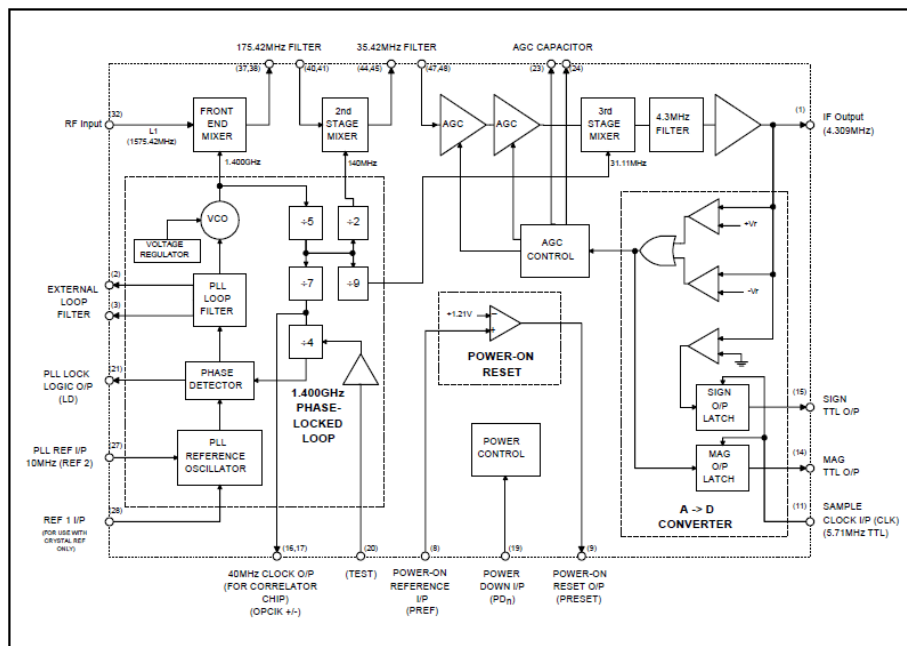 175.42MHz FILTER
35.42MHz FILTER
AGC CAPACITOR
(37,38)
(40,41)
(44,45)
(47,48)
(23)
(24)
RF Input
(32)
L1
(1575.42MHz)
FRONT
END
MIXER
2nd
STAGE
MIXER
AGC
AGC
3rd
STAGE
MIXER
4.3MHz
FILTER
(1)
IF Output
(4.309MHz)
1.400GHz
140MHz
31.11MHz
VCO
VOLTAGE
REGULATOR
÷5
÷2
÷7
÷9
÷4
AGC
CONTROL
+Vr
-Vr
EXTERNAL
LOOP
FILTER
(2)
(3)
PLL
LOOP
FILTER
+1.21V
−
+
POWER-ON
RESET
PLL LOCK
LOGIC O/P
(LD)
(21)
PHASE
DETECTOR
1.400GHz
PHASE-
LOCKED
LOOP
SIGN
O/P
LATCH
(15)
SIGN
TTL O/P
PLL REF I/P
10MHz (REF 2)
(27)
PLL
REFERENCE
OSCILLATOR
POWER
CONTROL
MAG
O/P
LATCH
(14)
MAG
TTL O/P
REF 1 I/P
(FOR USE WITH
CRYSTAL REF
ONLY)
(28)
A -> D
CONVERTER
(11)
SAMPLE
CLOCK I/P (CLK)
(5.71MHz TTL)
(16,17)
(20)
(8)
(19)
(9)
40MHz CLOCK O/P
(FOR CORRELATOR
CHIP)
(OPCIK +/-)
(TEST)
POWER-ON
REFERENCE
I/P
(PREF)
POWER
DOWN I/P
(PDn)
POWER-ON
RESET O/P
(PRESET)